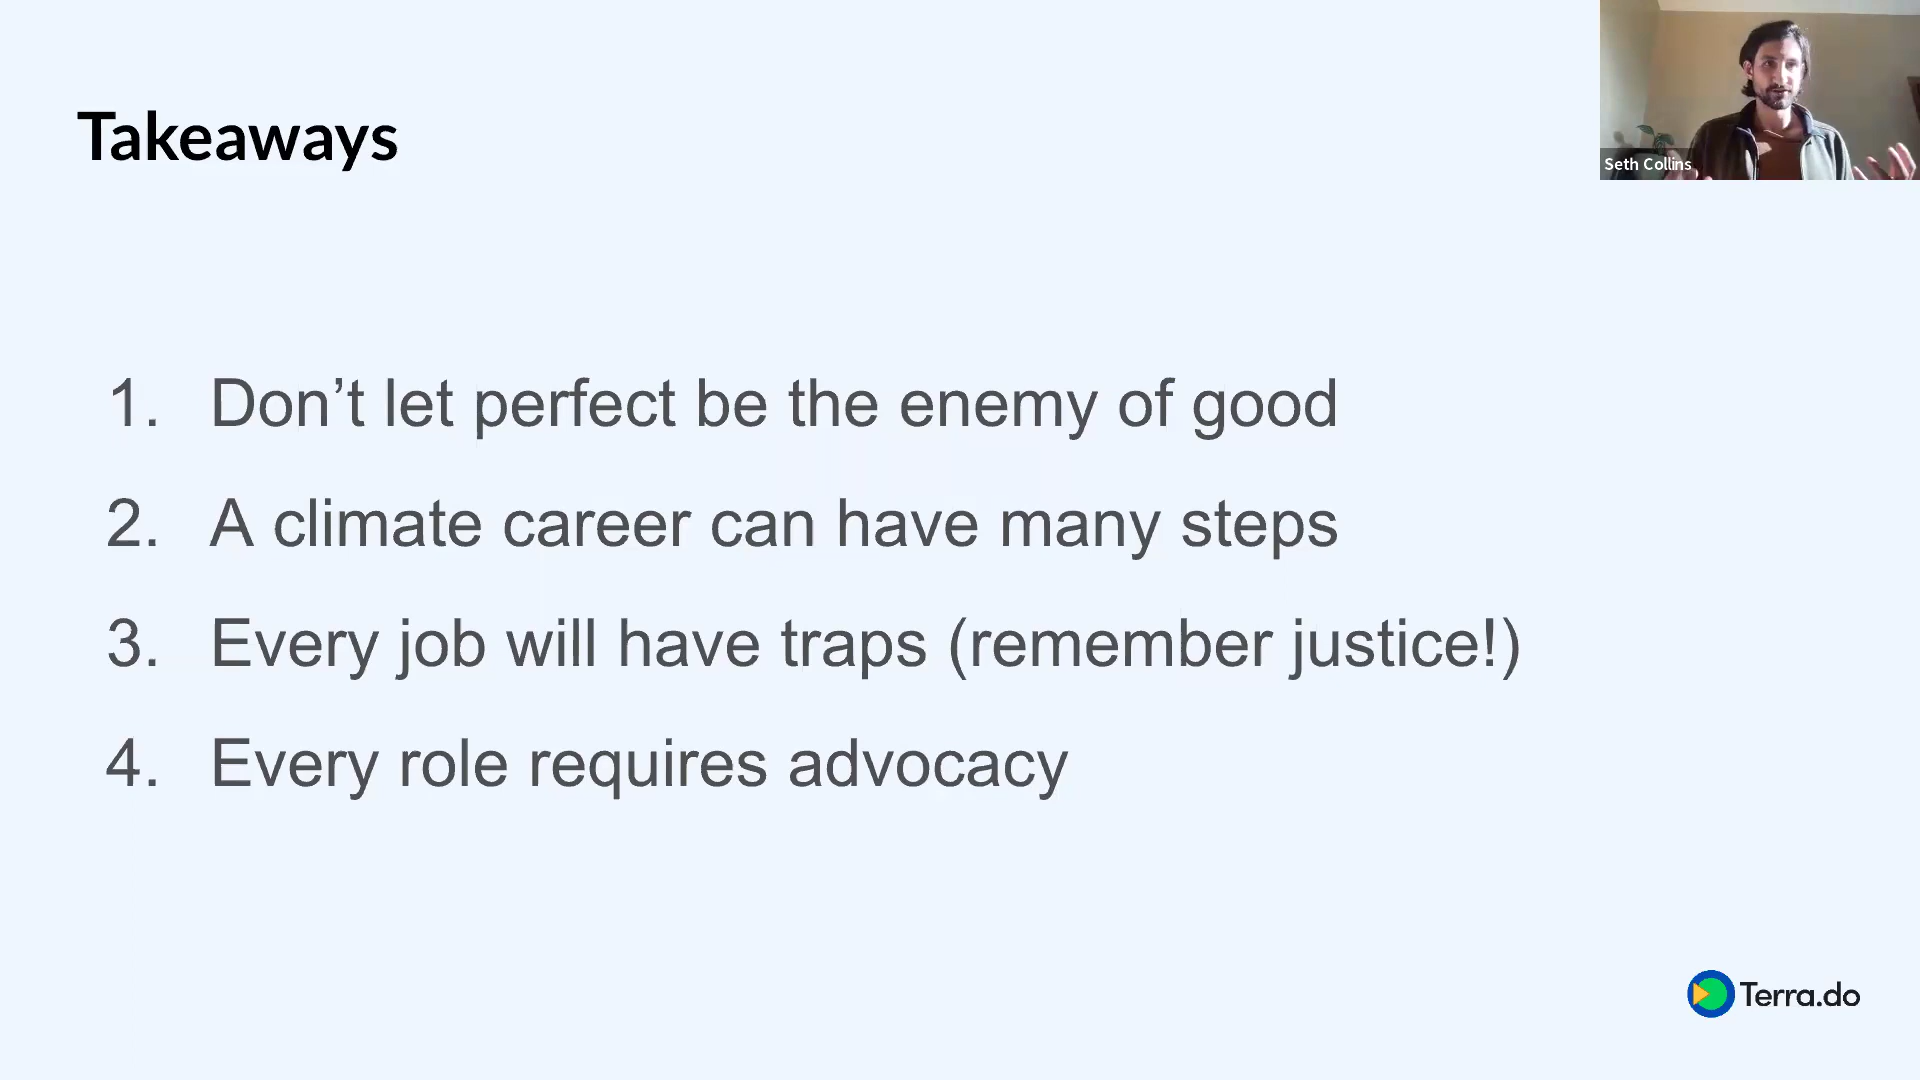 Takeaways
Seth Collins
1. Don’t let perfect be the enemy of good
2. A climate career can have many steps
3. Every job will have traps (remember justice!)
4. Every role requires advocacy
Terra.do